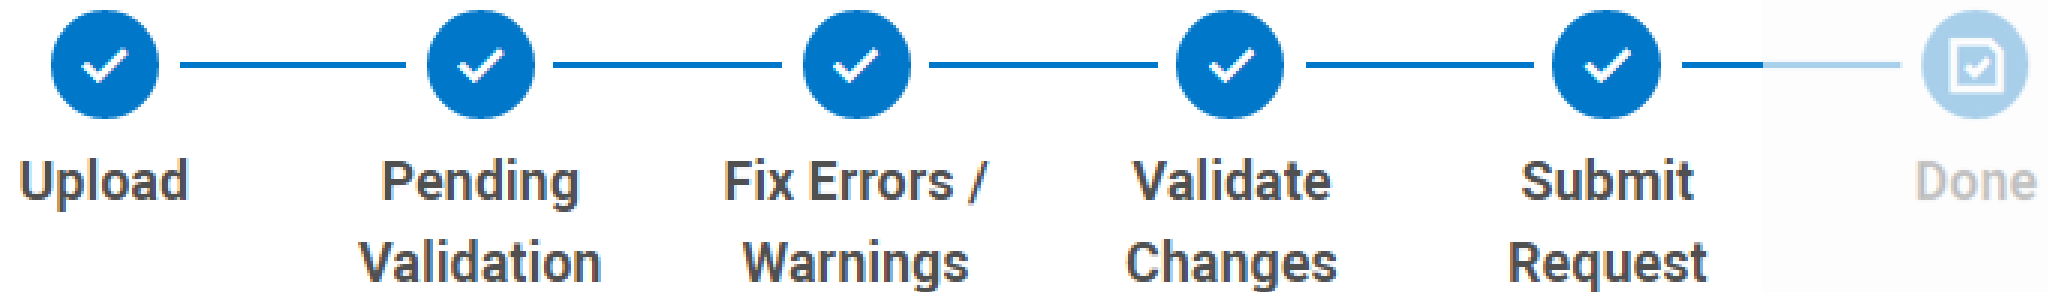 Upload
Pending
Validation
Fix Errors /
Warnings
Validate
Changes
Submit
Request
Done